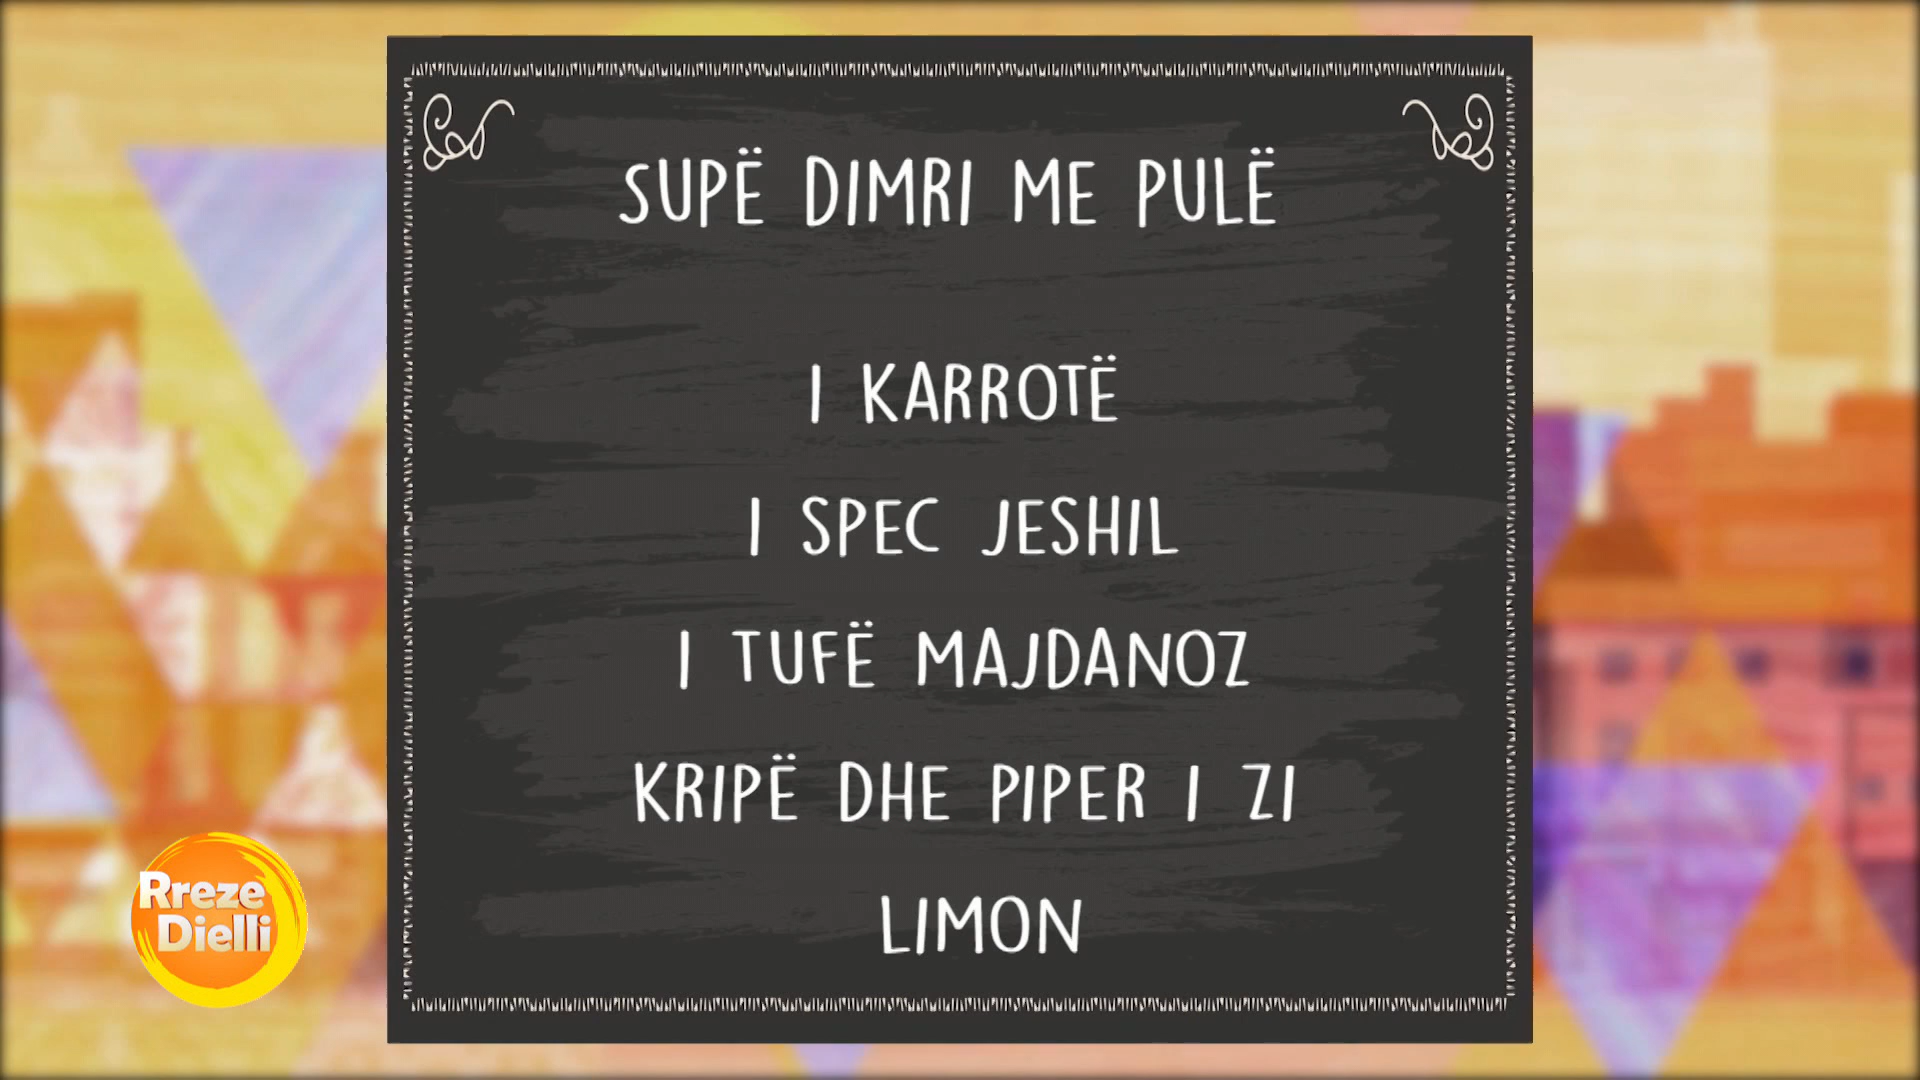 SUPË DIMRI ME PULË
1 KARROTË
1 SPEC JESHIL
1 TUFË MAJDANOZ
KRIPË DHE PIPER I ZI
LIMON
Rreze
Dielli